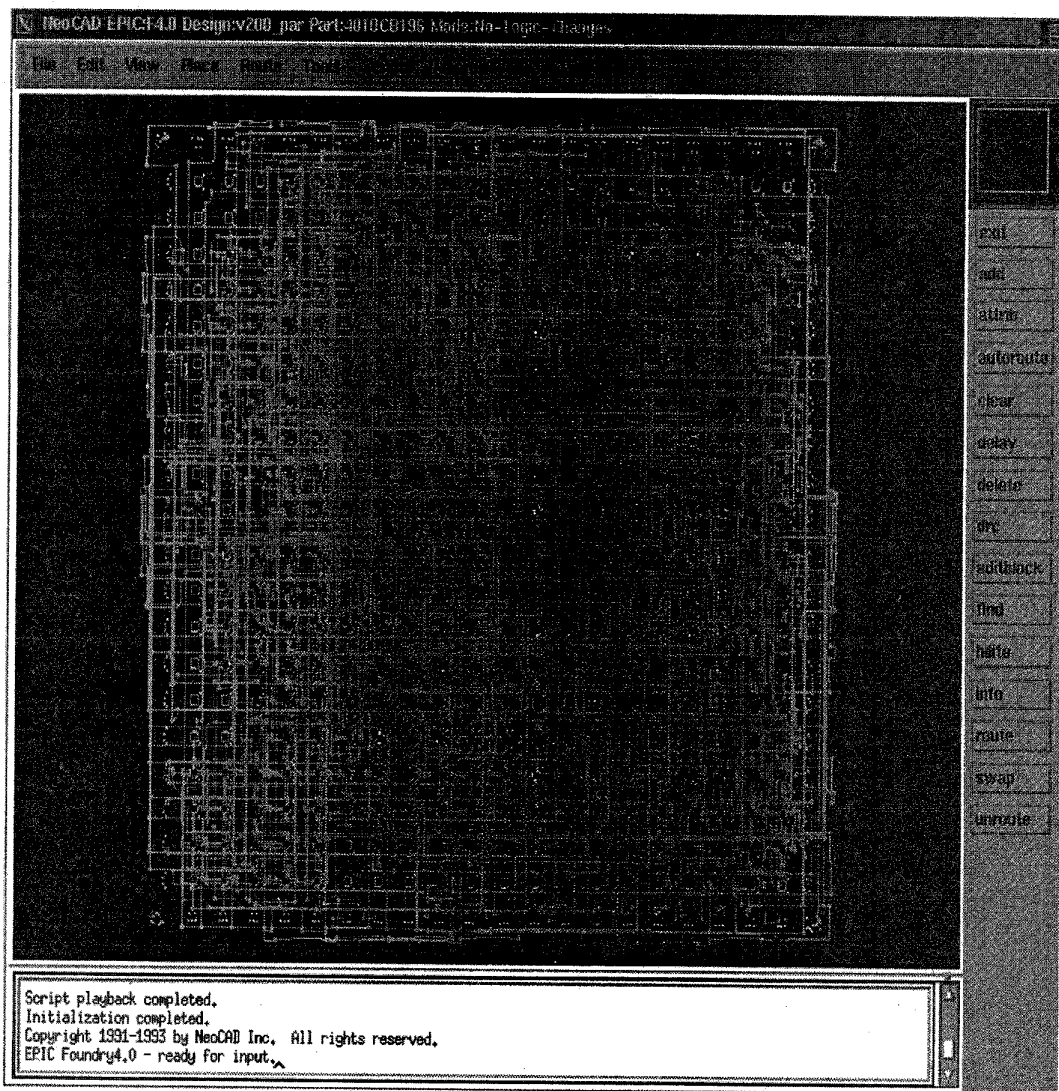 NeoCAD EPIC:F4.0 Design:v200_par Part:4010CB196 Mode:No-Logic-Changes
File Edit View Place Route Tools
exit
add
attrib
autoroute
clear
delay
delete
drc
editblock
find
hilite
info
route
swap
unroute
Script playback completed.
Initialization completed.
Copyright 1991-1993 by NeoCAD Inc. All rights reserved.
EPIC Foundry4.0 - ready for input.